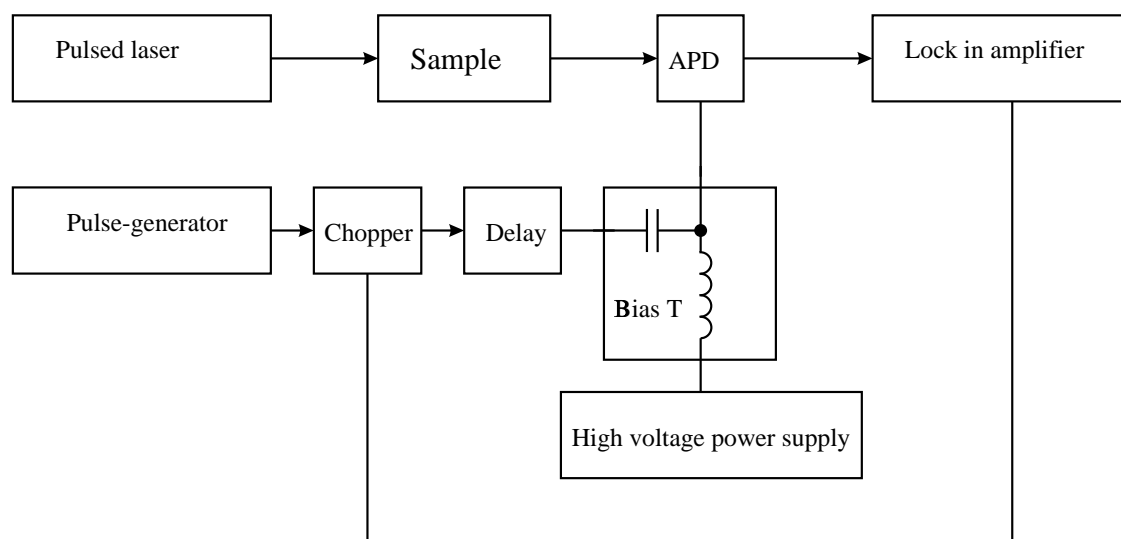 Pulsed laser
Sample
APD
Lock in amplifier
Pulse-generator
Chopper
Delay
Bias T
High voltage power supply